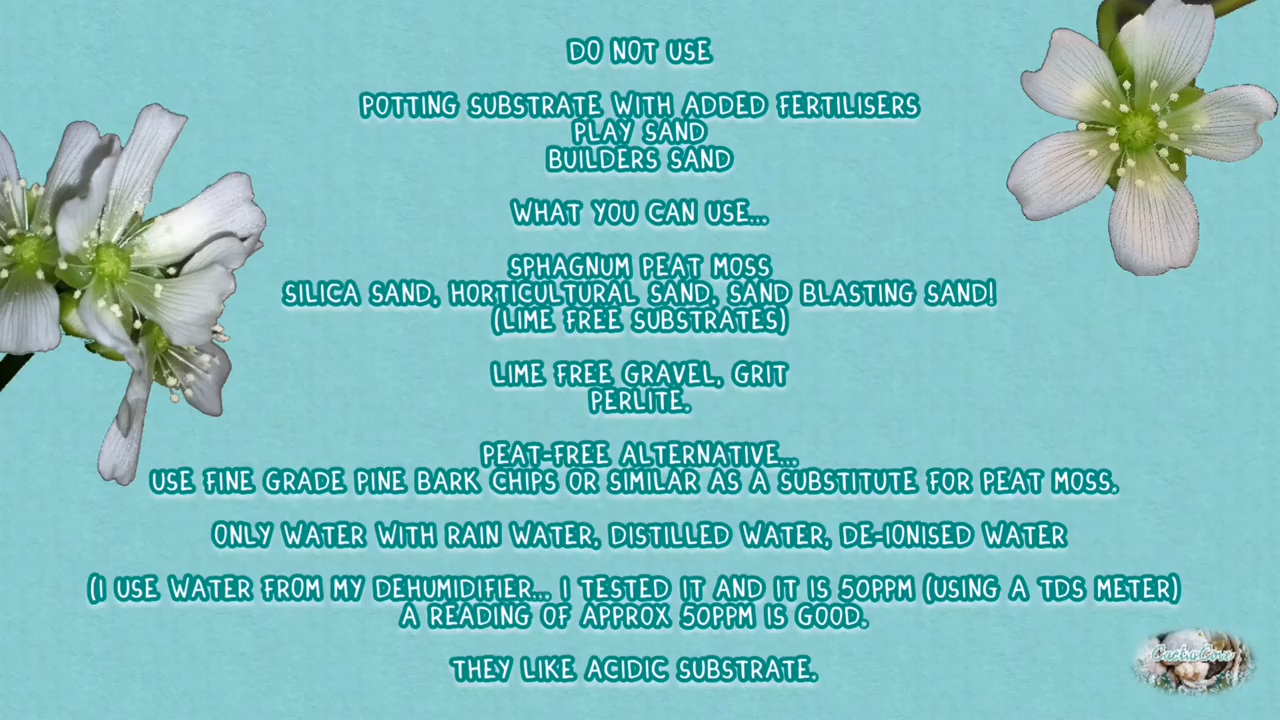 DO NOT USE
POTTING SUBSTRATE WITH ADDED FERTILISERS
PLAY SAND
BUILDERS SAND
WHAT YOU CAN USE...
SPHAGNUM PEAT MOSS
SILICA SAND, HORTICULTURAL SAND, SAND BLASTING SAND!
(LIME FREE SUBSTRATES)
LIME FREE GRAVEL, GRIT
PERLITE.
PEAT-FREE ALTERNATIVE...
USE FINE GRADE PINE BARK CHIPS OR SIMILAR AS A SUBSTITUTE FOR PEAT MOSS.
ONLY WATER WITH RAIN WATER, DISTILLED WATER, DE-IONISED WATER
(I USE WATER FROM MY DEHUMIDIFIER... I TESTED IT AND IT IS 50PPM (USING A TDS METER)
A READING OF APPROX 50PPM IS GOOD.
THEY LIKE ACIDIC SUBSTRATE.